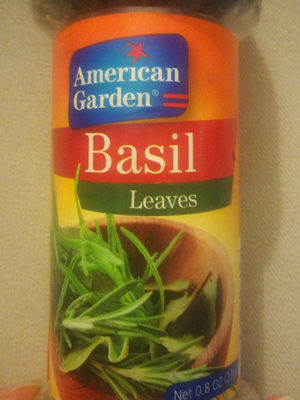 American
Garden®
Basil
Leaves
Net 0.8 OZ